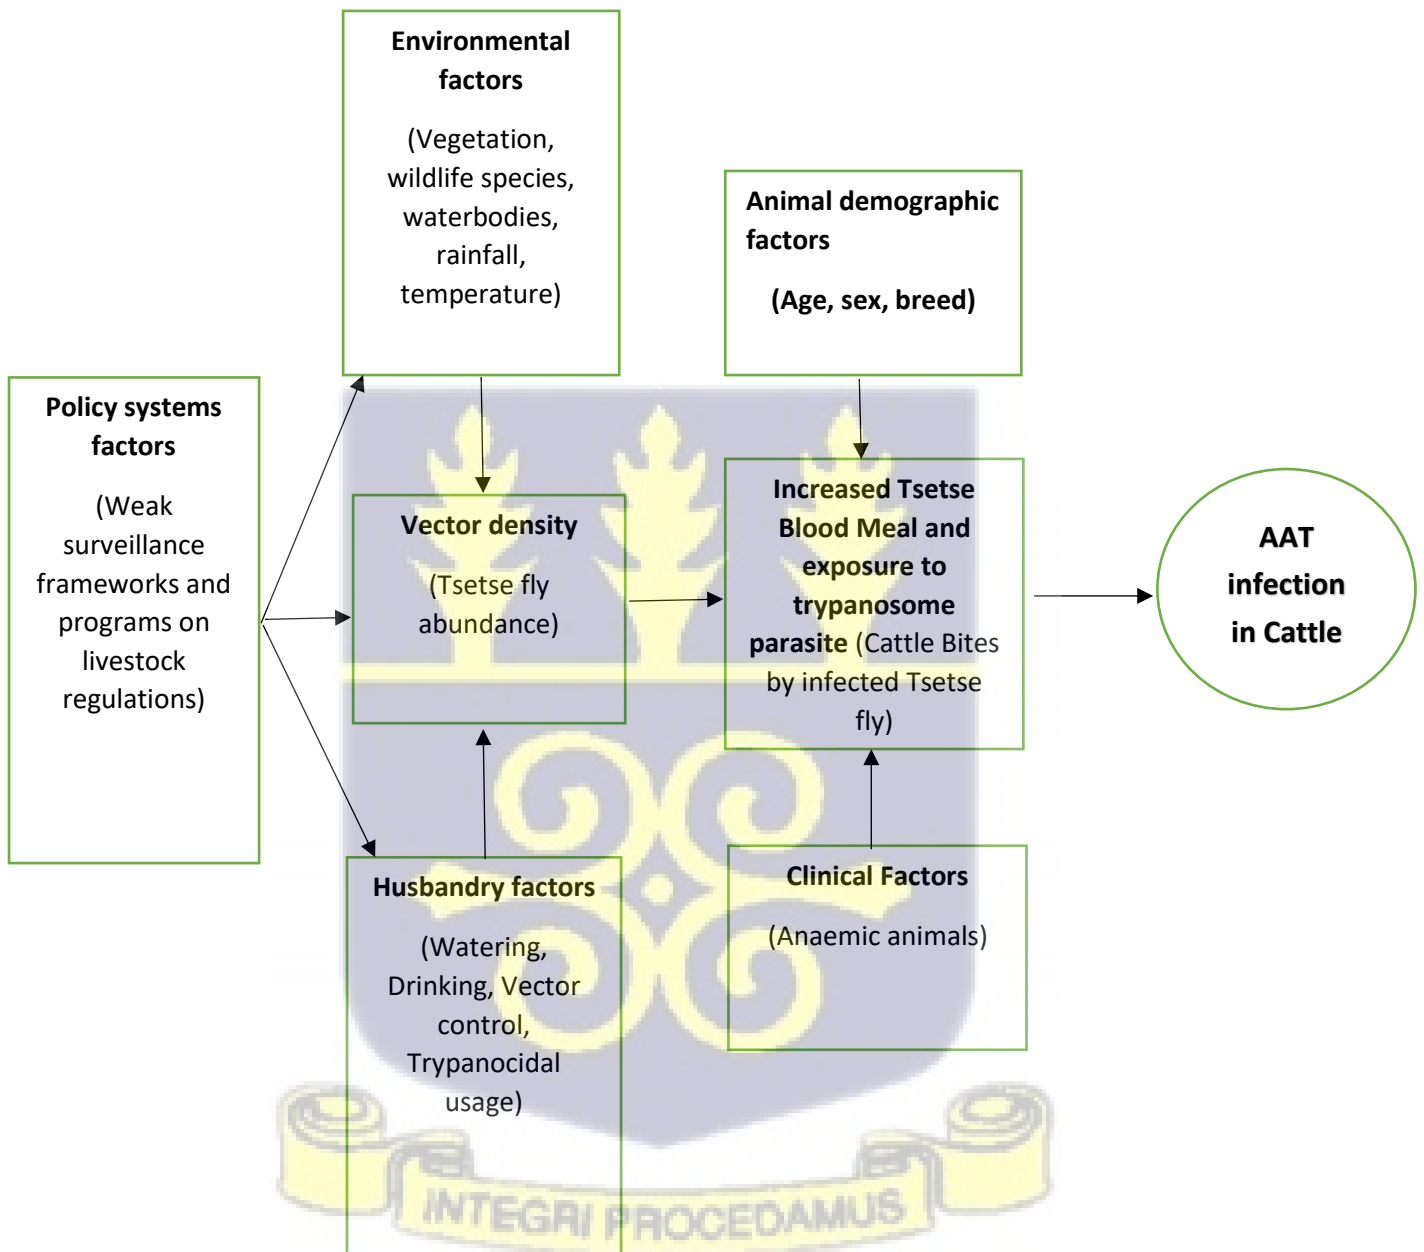 Environmental
factors
(Vegetation,
wildlife species,
waterbodies,
rainfall,
temperature)
Animal demographic
factors
(Age, sex, breed)
Policy systems
factors
(Weak
surveillance
frameworks and
programs on
livestock
regulations)
Vector density
(Tsetse fly
abundance)
Increased Tsetse
Blood Meal and
exposure to
trypanosome
parasite (Cattle Bites
by infected Tsetse
fly)
AAT
infection
in Cattle
Husbandry factors
(Watering,
Drinking, Vector
control,
Trypanocidal
usage)
Clinical Factors
(Anaemic animals)
INTEGRI PROCEDAMUS